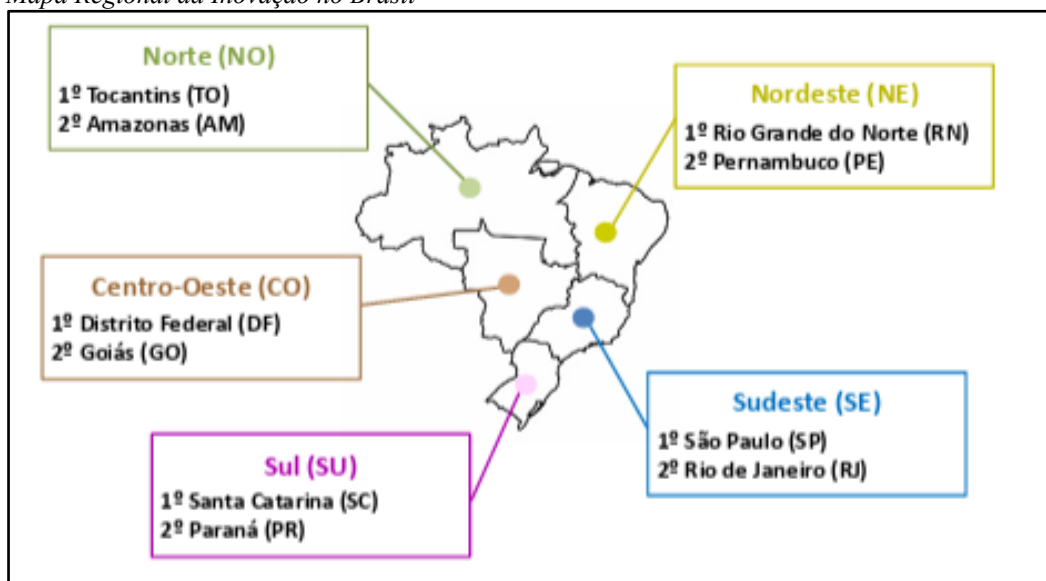 Mapa Regional da Inovação no Brasil
Norte (NO)
1º Tocantins (TO)
2º Amazonas (AM)
Nordeste (NE)
1º Rio Grande do Norte (RN)
2º Pernambuco (PE)
Centro-Oeste (CO)
1º Distrito Federal (DF)
2º Goiás (GO)
Sudeste (SE)
1º São Paulo (SP)
2º Rio de Janeiro (RJ)
Sul (SU)
1º Santa Catarina (SC)
2º Paraná (PR)